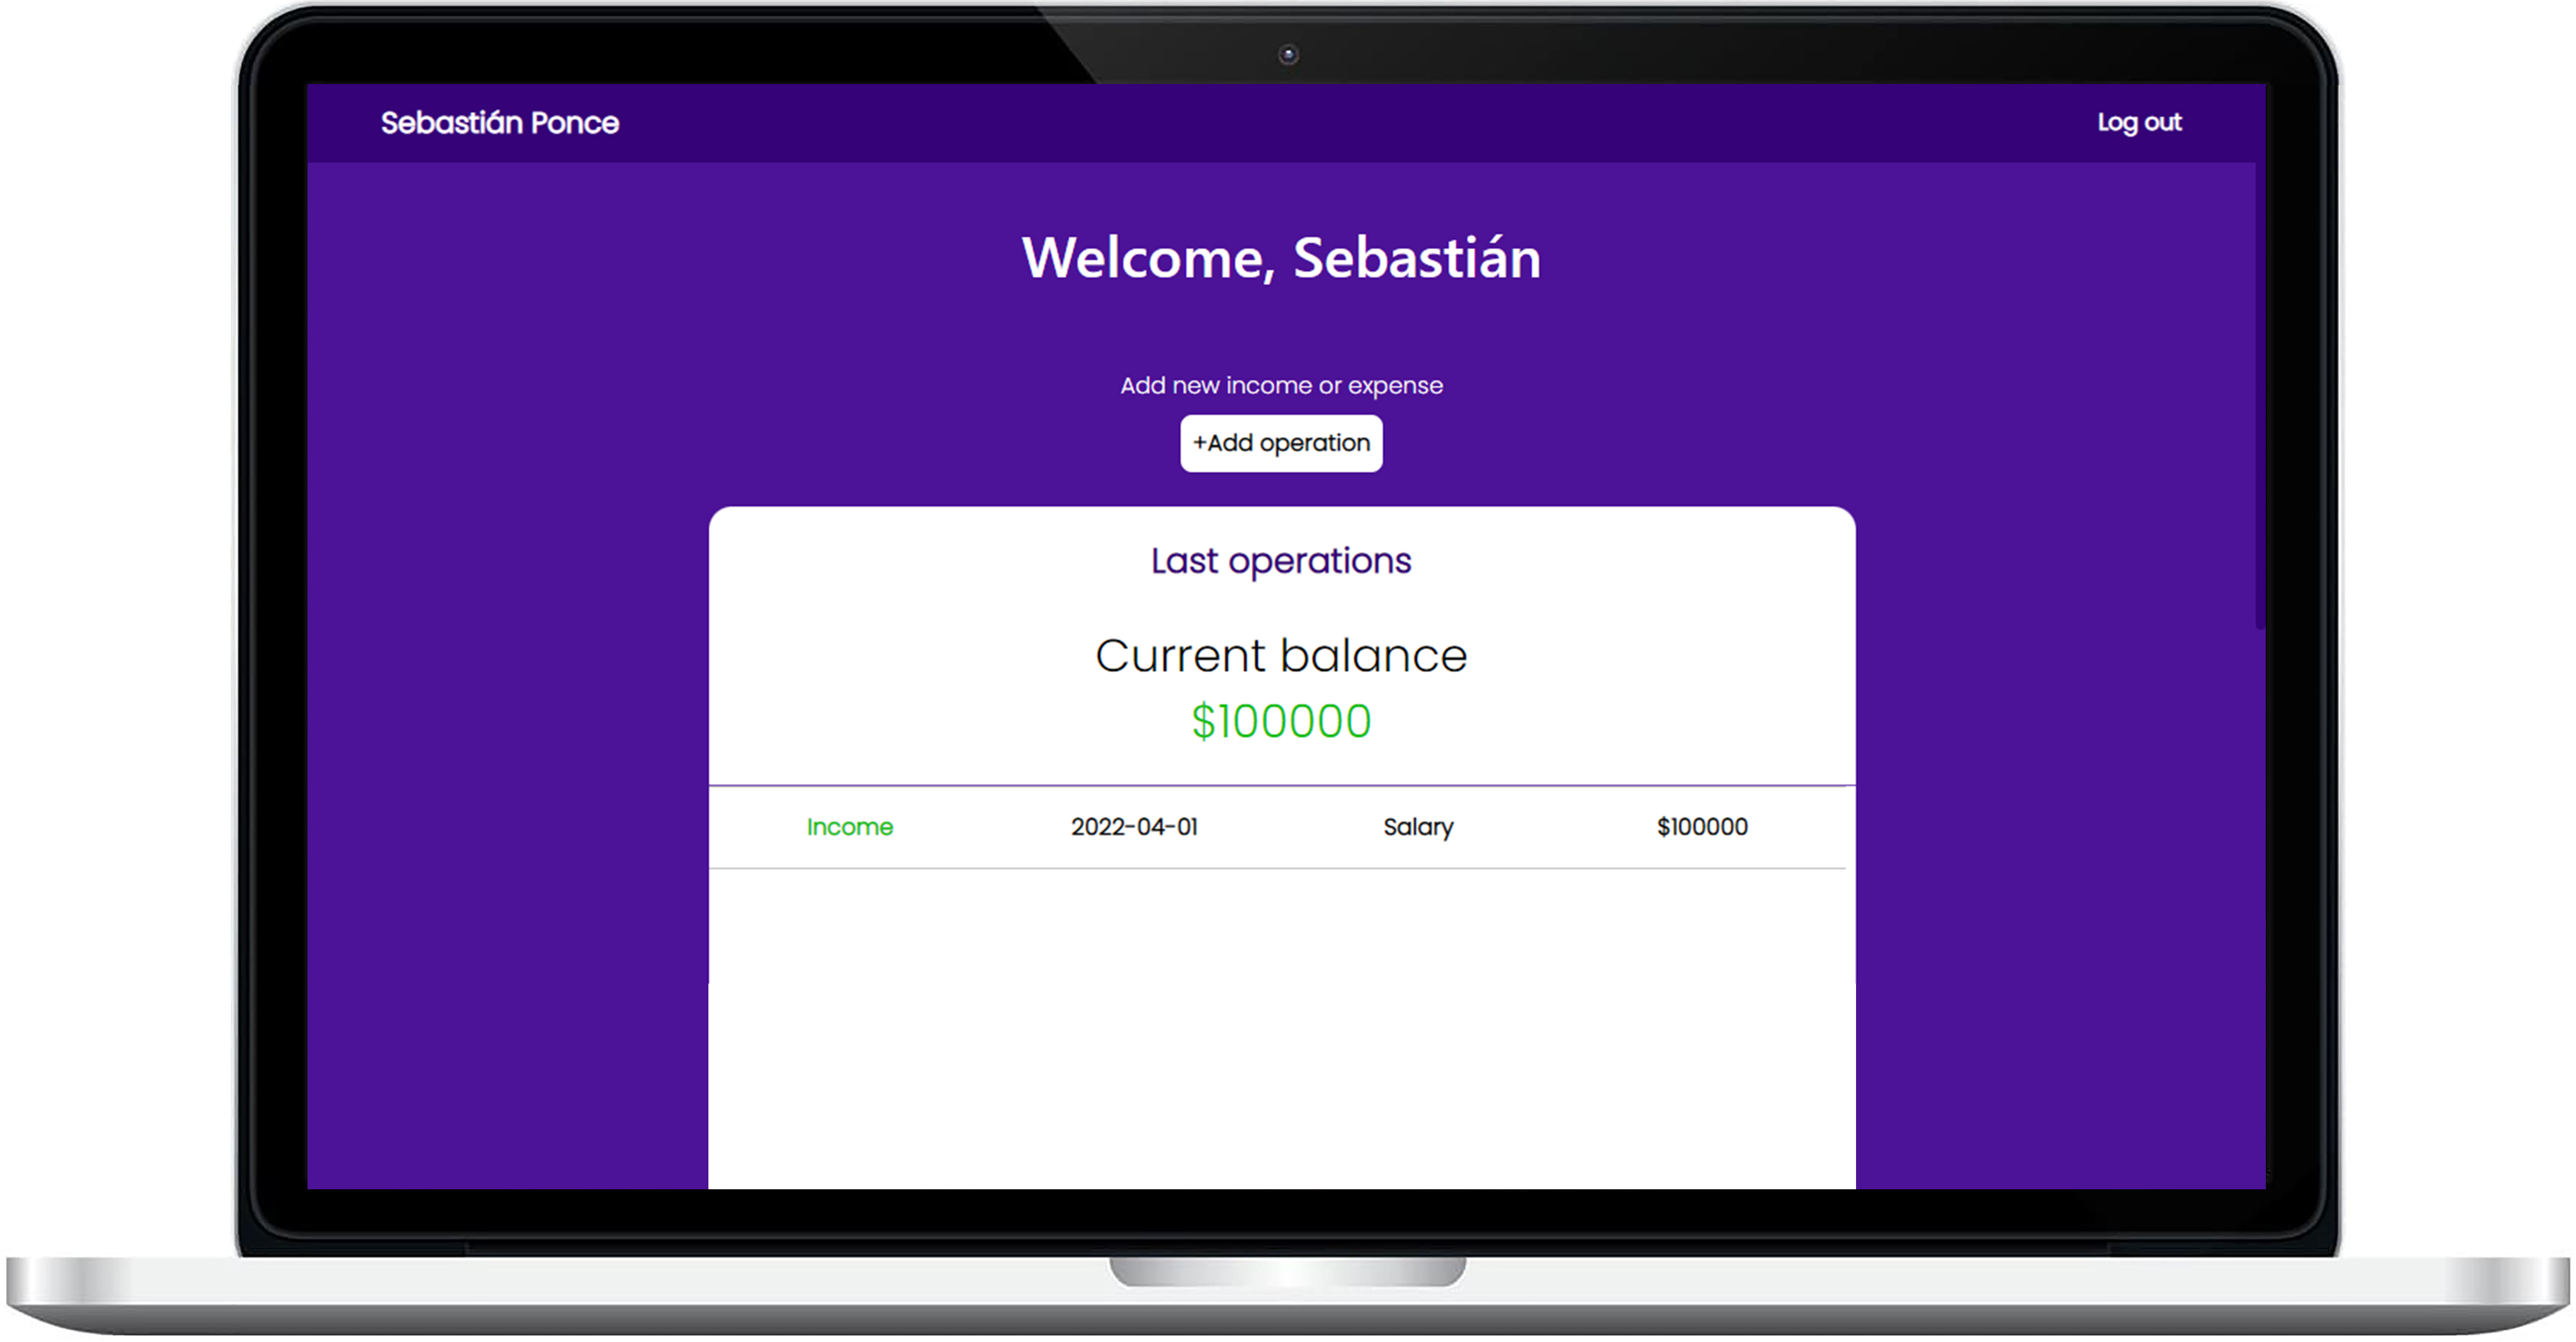 Sebastián Ponce
Log out
Welcome, Sebastián
Add new income or expense
+Add operation
Last operations
Current balance
$100000
Income 2022-04-01 Salary $100000